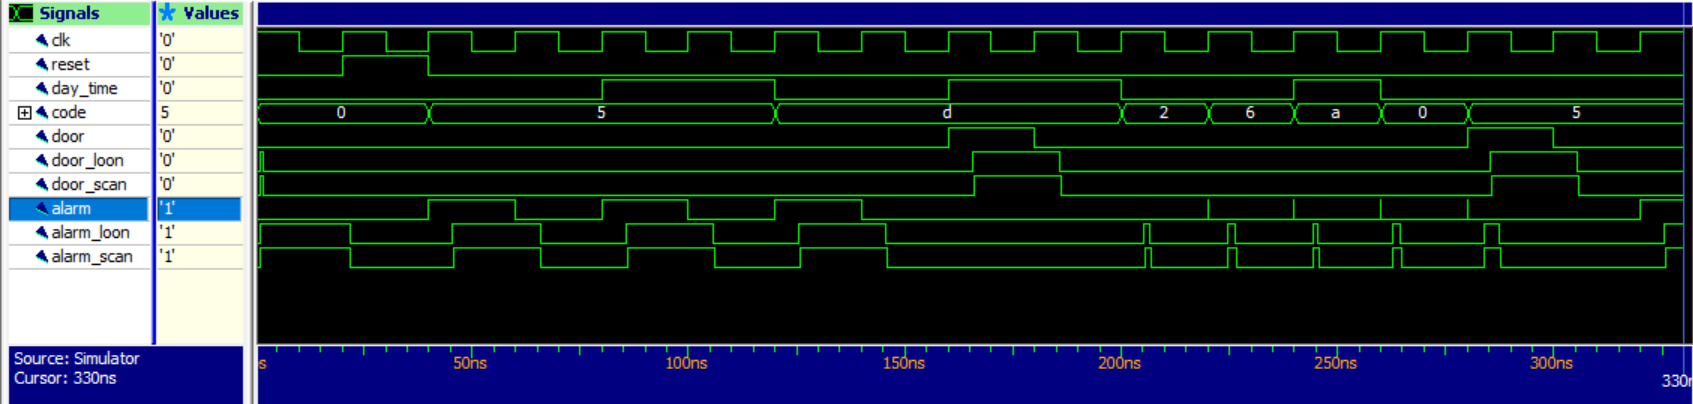 Signals Values
clk '0'
reset '0'
day_time '0'
code 5 0 5 d 2 6 a 0 5
door '0'
door_loon '0'
door_scan '0'
alarm '1'
alarm_loon '1'
alarm_scan '1'
Source: Simulator
Cursor: 330ns
s 50ns 100ns 150ns 200ns 250ns 300ns
330n